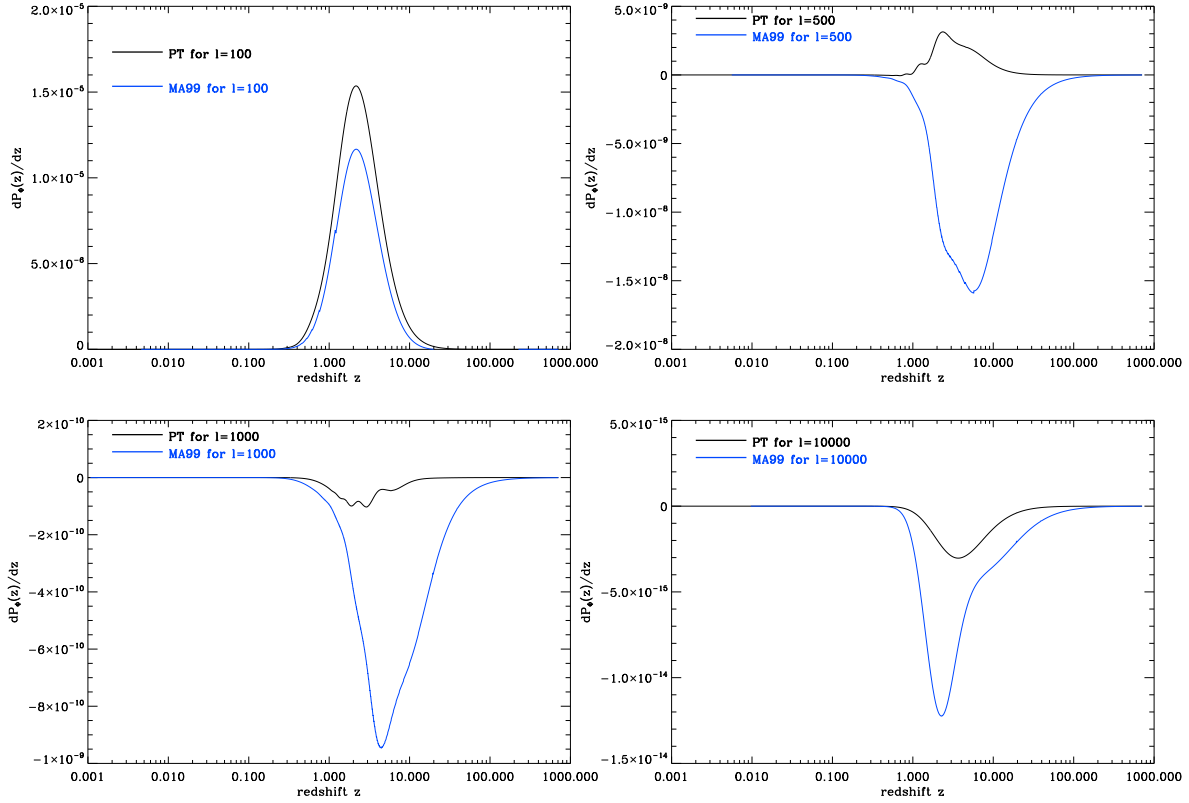 2.0×10⁻⁵
1.5×10⁻⁵
1.0×10⁻⁵
5.0×10⁻⁶
0
dPΦ(z)/dz
PT for l=100
MA99 for l=100
0.001 0.010 0.100 1.000 10.000 100.000 1000.000
redshift z
5.0×10⁻⁹
0
−5.0×10⁻⁹
−1.0×10⁻⁸
−1.5×10⁻⁸
−2.0×10⁻⁸
dPΦ(z)/dz
PT for l=500
MA99 for l=500
0.001 0.010 0.100 1.000 10.000 100.000 1000.000
redshift z
2×10⁻¹⁰
0
−2×10⁻¹⁰
−4×10⁻¹⁰
−6×10⁻¹⁰
−8×10⁻¹⁰
−1×10⁻⁹
dPΦ(z)/dz
PT for l=1000
MA99 for l=1000
0.001 0.010 0.100 1.000 10.000 100.000 1000.000
redshift z
5.0×10⁻¹⁵
0
−5.0×10⁻¹⁵
−1.0×10⁻¹⁴
−1.5×10⁻¹⁴
dPΦ(z)/dz
PT for l=10000
MA99 for l=10000
0.001 0.010 0.100 1.000 10.000 100.000 1000.000
redshift z